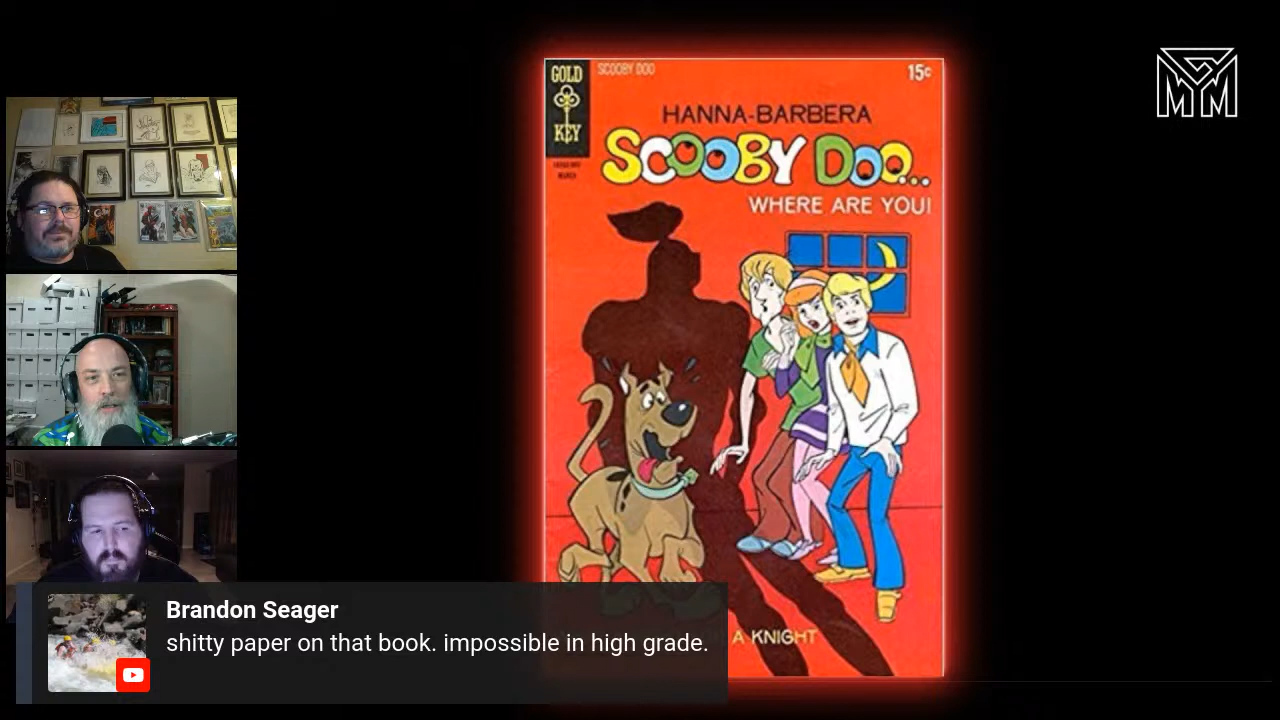 GOLD
KEY
SCOOBY DOO
15¢
HANNA-BARBERA
SCOOBY DOO...
WHERE ARE YOU!
A KNIGHT
Brandon Seager
shitty paper on that book. impossible in high grade.